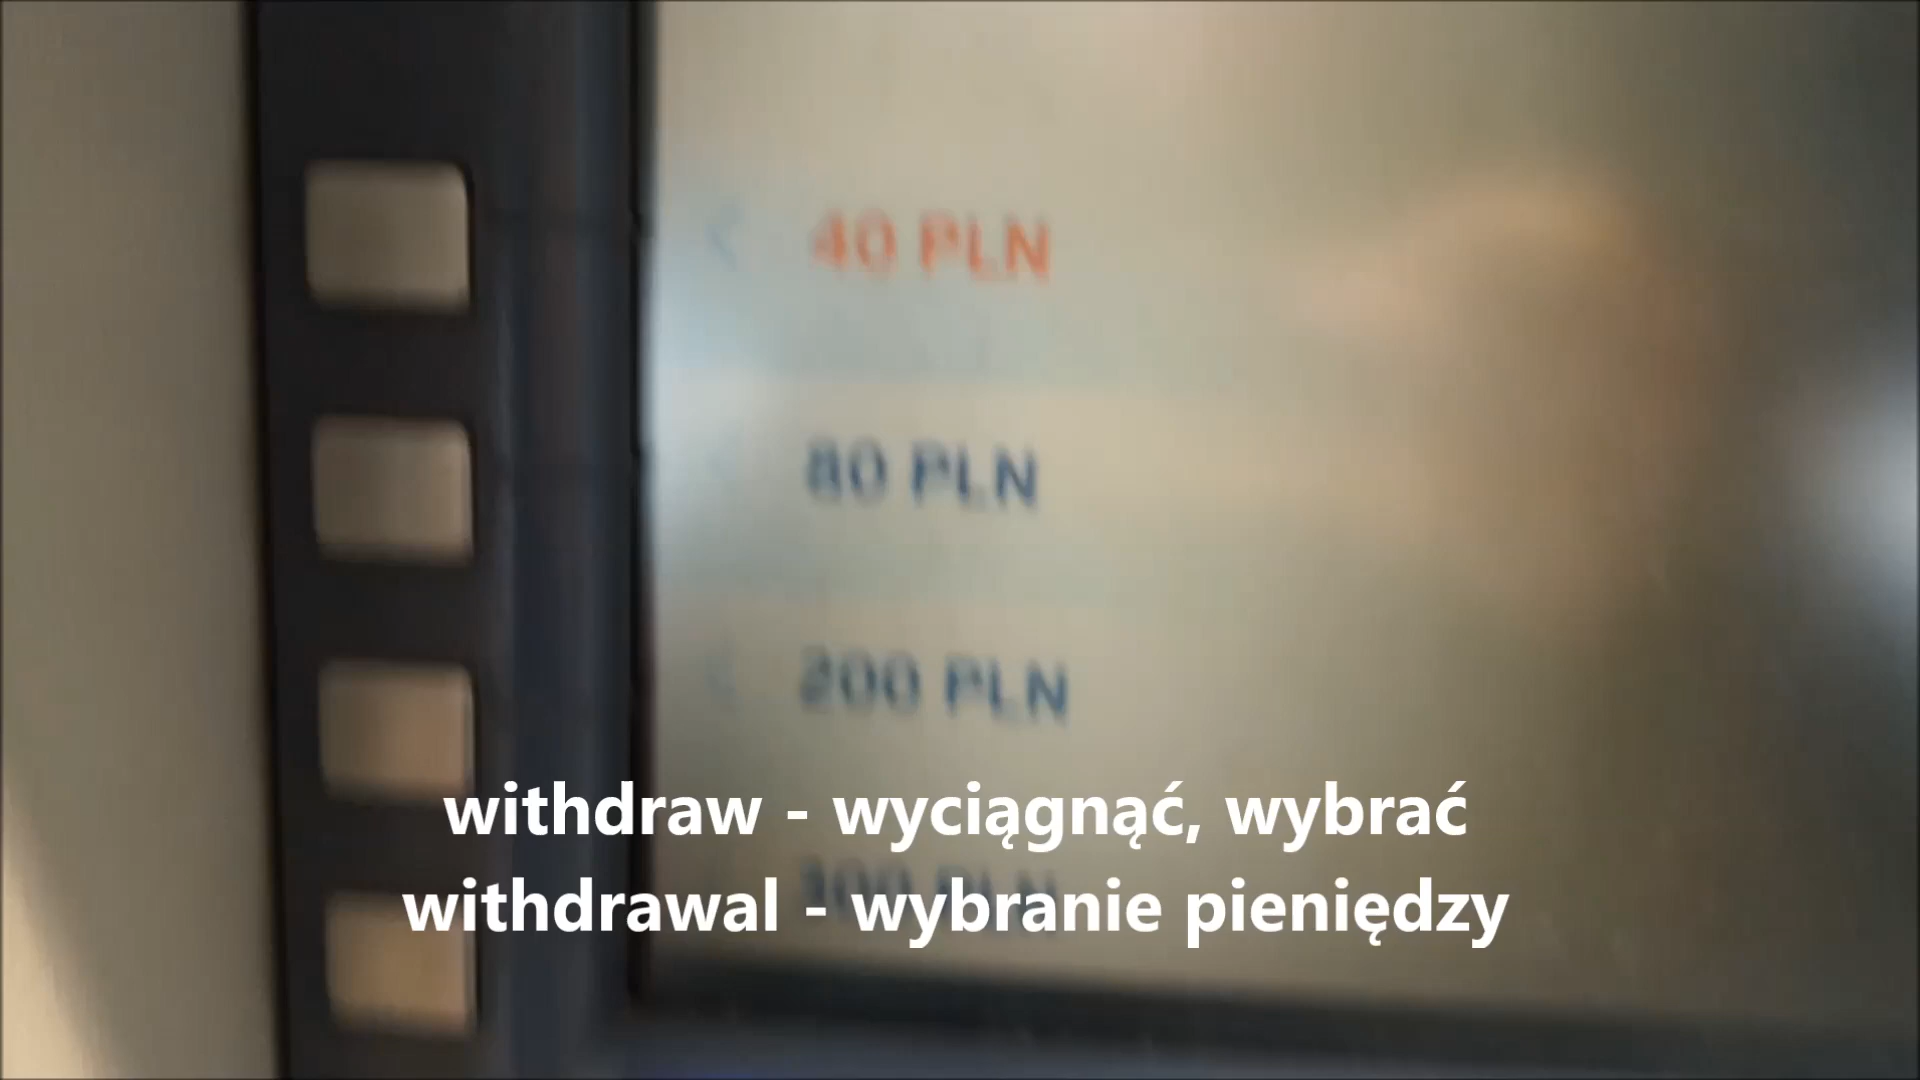 40 PLN
80 PLN
200 PLN
withdraw - wyciągnąć, wybrać
withdrawal - wybranie pieniędzy